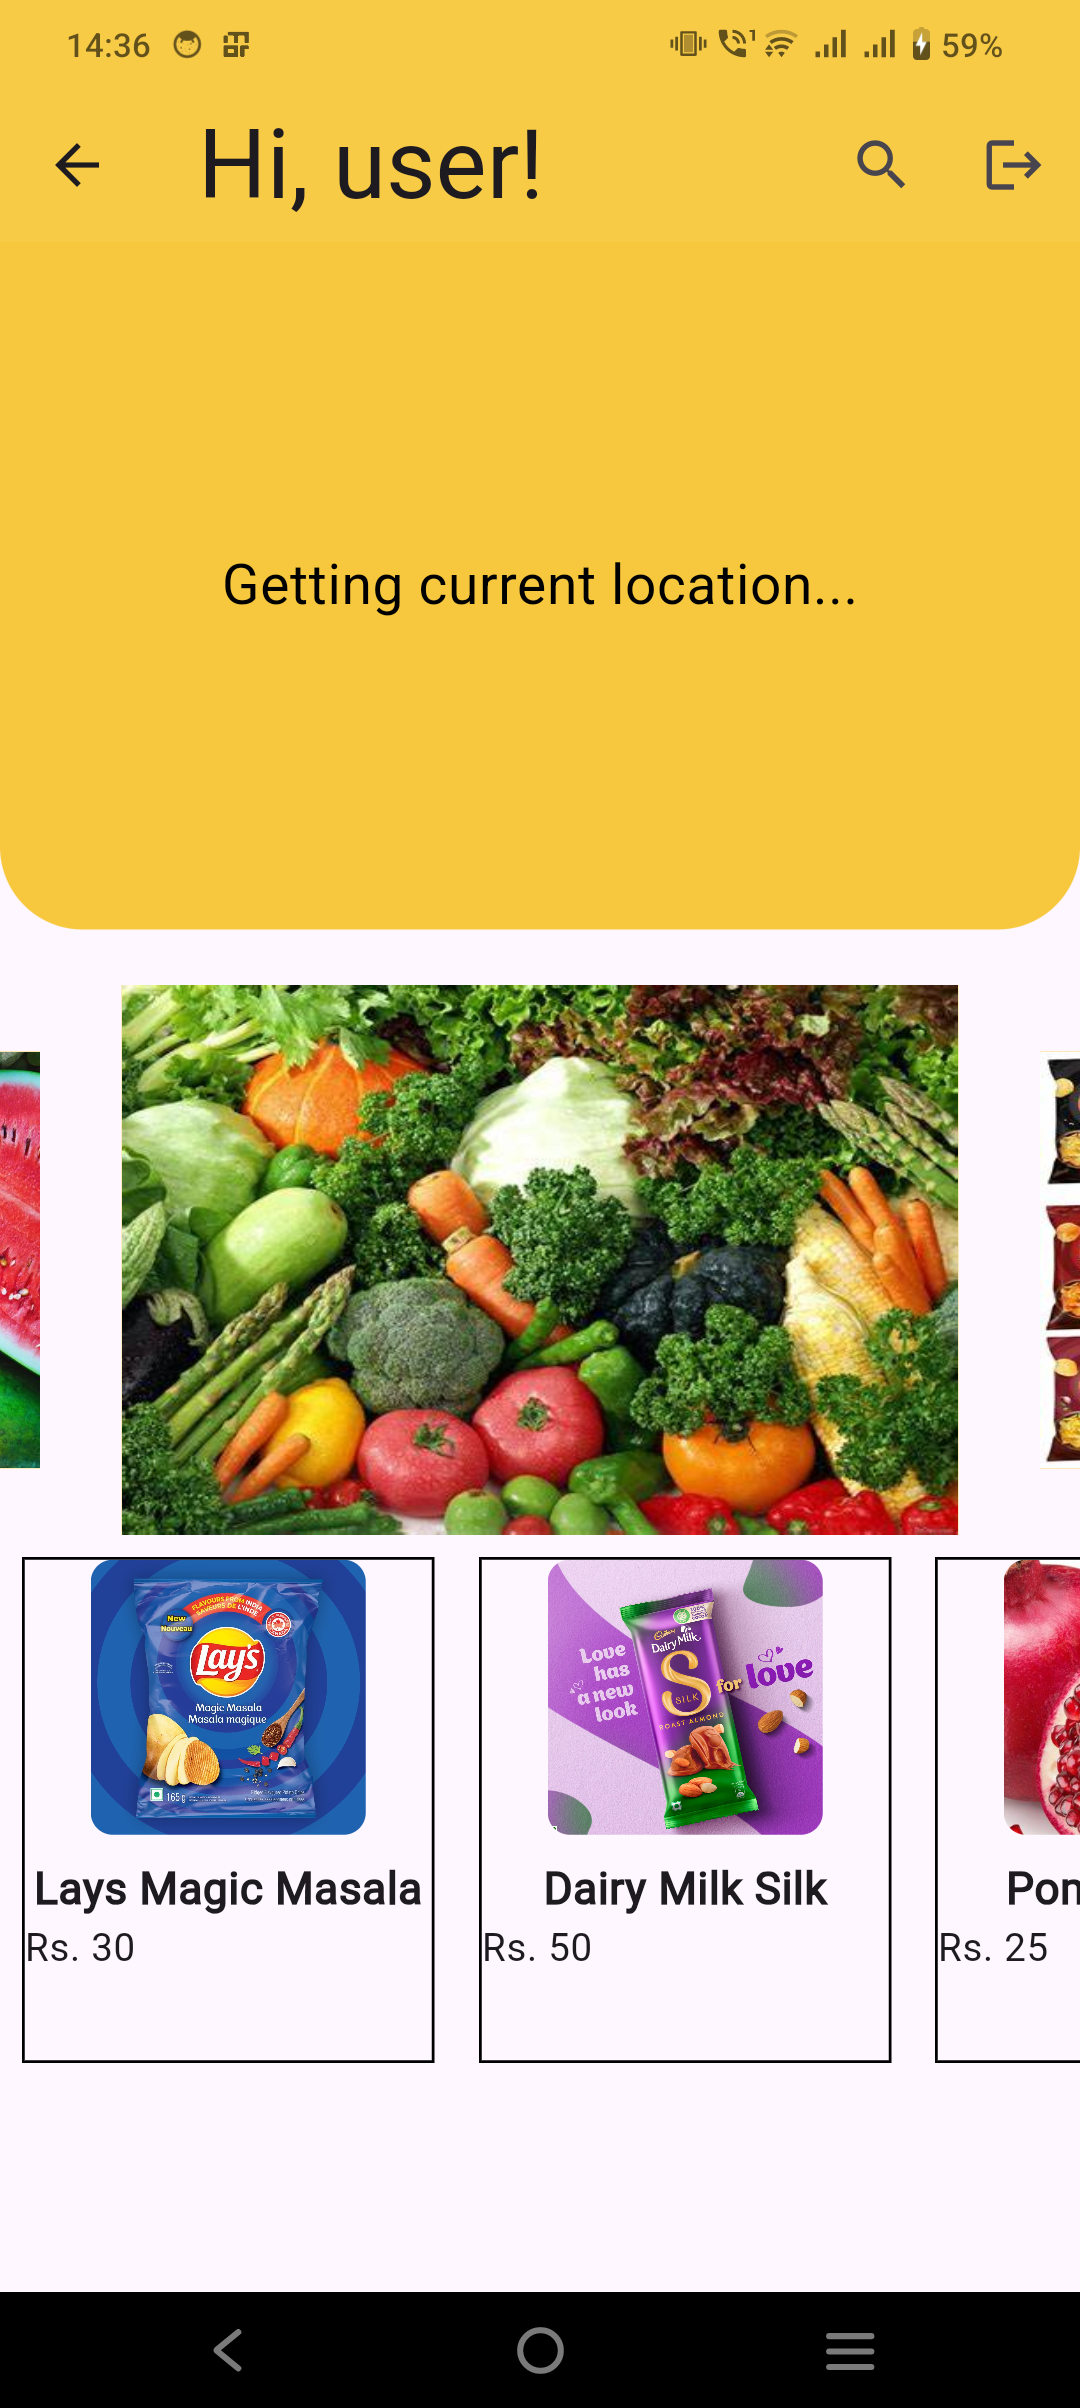 14:36
59%
Hi, user!
Getting current location...
New
Nouveau
FLAVOURS FROM INDIA
SAVEURS DE L'INDE
Lay's
Magic Masala
Masala magique
165 g
Love
has
a new
look
Cadbury
Dairy Milk
S
SILK
ROAST ALMOND
for love
Lays Magic Masala
Rs. 30
Dairy Milk Silk
Rs. 50
Pom
Rs. 25